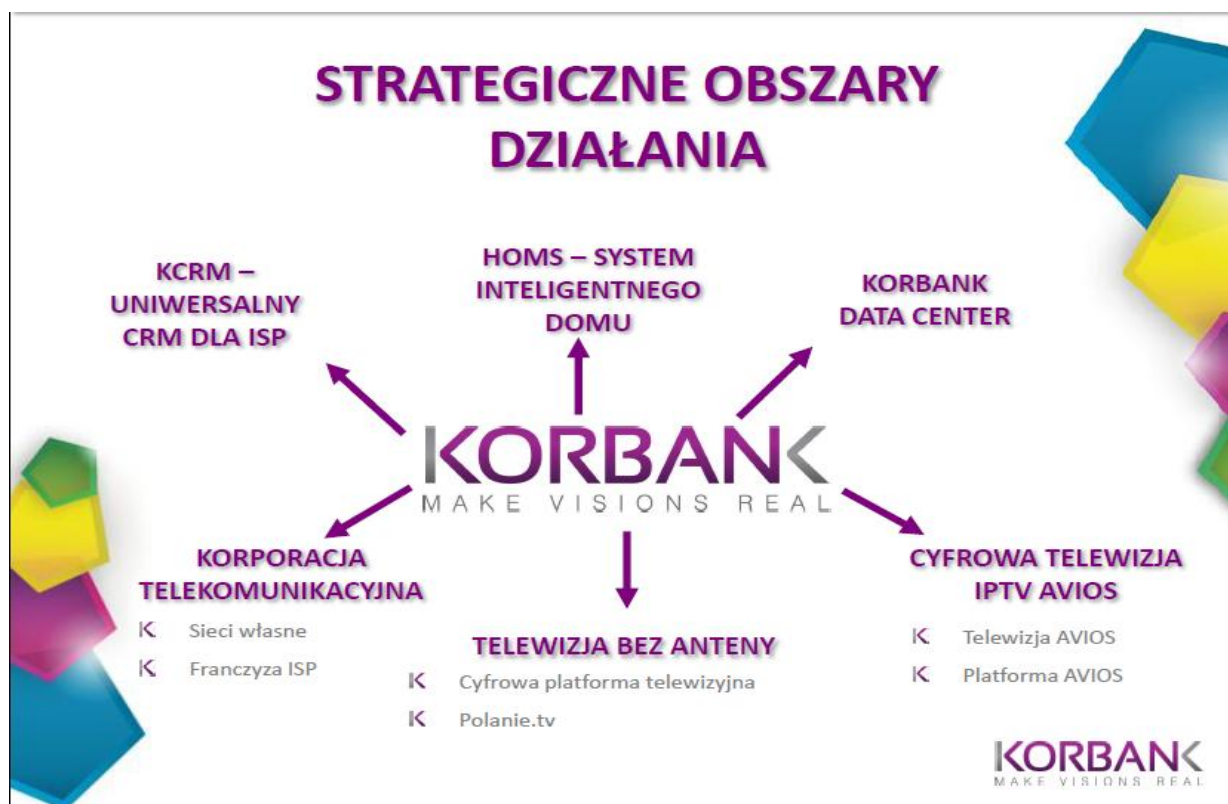 STRATEGICZNE OBSZARY
DZIAŁANIA
KCRM –
UNIWERSALNY
CRM DLA ISP
HOMS – SYSTEM
INTELIGENTNEGO
DOMU
KORBANK
DATA CENTER
KORBANK
MAKE VISIONS REAL
KORPORACJA
TELEKOMUNIKACYJNA
Sieci własne
Franczyza ISP
TELEWIZJA BEZ ANTENY
Cyfrowa platforma telewizyjna
Polanie.tv
CYFROWA TELEWIZJA
IPTV AVIOS
Telewizja AVIOS
Platforma AVIOS
KORBANK
MAKE VISIONS REAL